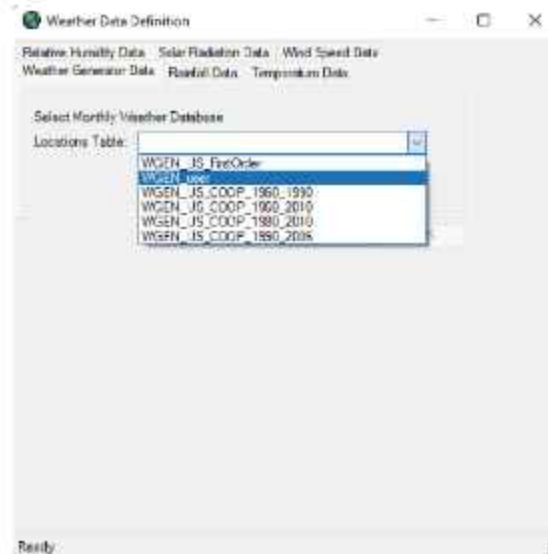 Weather Data Definition
Relative Humidity Data Solar Radiation Data Wind Speed Data
Weather Generator Data Rainfall Data Temperature Data
Select Monthly Weather Database
Locations Table:
WGEN_US_FirstOrder
WGEN_user
WGEN_US_COOP_1960_1990
WGEN_US_COOP_1960_2010
WGEN_US_COOP_1980_2010
WGEN_US_COOP_1990_2005
Ready